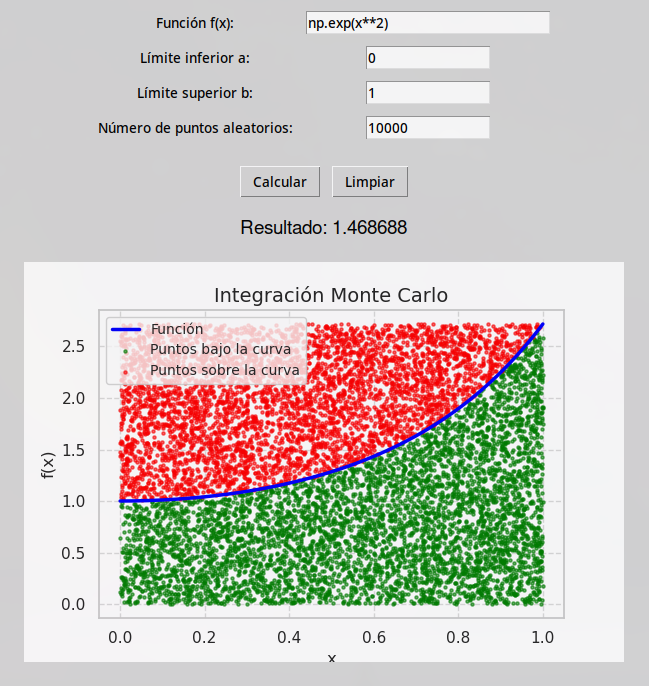 Función f(x): np.exp(x**2)
Límite inferior a: 0
Límite superior b: 1
Número de puntos aleatorios: 10000
Calcular Limpiar
Resultado: 1.468688
Integración Monte Carlo
Función
Puntos bajo la curva
Puntos sobre la curva
2.5
2.0
1.5
1.0
0.5
0.0
f(x)
0.0 0.2 0.4 0.6 0.8 1.0
x